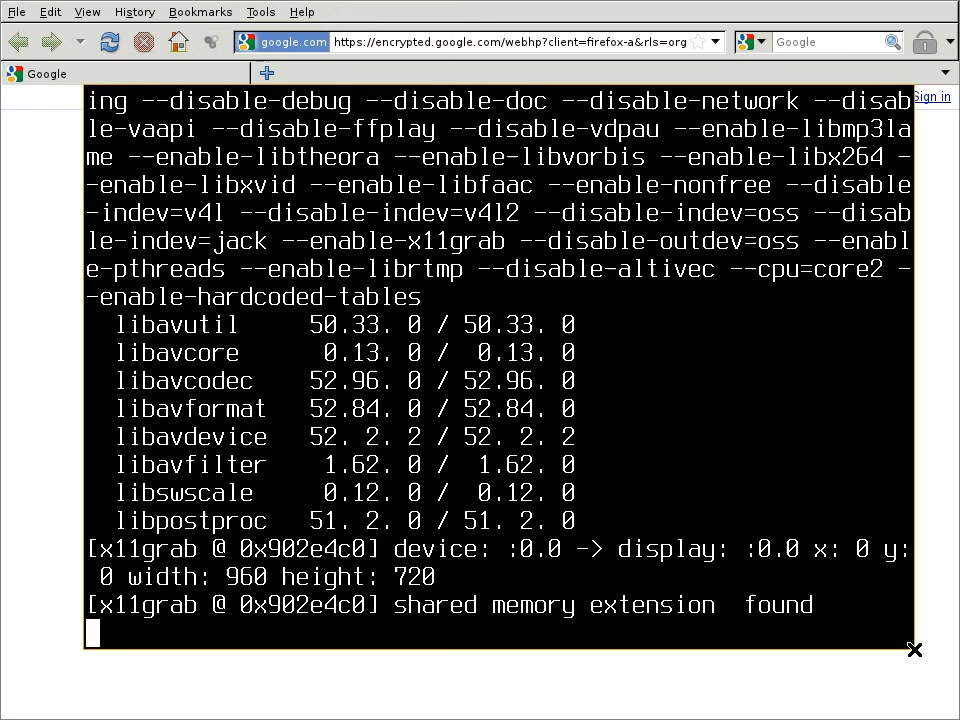 File Edit View History Bookmarks Tools Help
google.com https://encrypted.google.com/webhp?client=firefox-a&rls=org Google
Google
Sign in
ing --disable-debug --disable-doc --disable-network --disab
le-vaapi --disable-ffplay --disable-vdpau --enable-libmp3la
me --enable-libtheora --enable-libvorbis --enable-libx264 -
-enable-libxvid --enable-libfaac --enable-nonfree --disable
-indev=v4l --disable-indev=v4l2 --disable-indev=oss --disab
le-indev=jack --enable-x11grab --disable-outdev=oss --enabl
e-pthreads --enable-librtmp --disable-altivec --cpu=core2 -
-enable-hardcoded-tables
libavutil 50.33. 0 / 50.33. 0
libavcore 0.13. 0 / 0.13. 0
libavcodec 52.96. 0 / 52.96. 0
libavformat 52.84. 0 / 52.84. 0
libavdevice 52. 2. 2 / 52. 2. 2
libavfilter 1.62. 0 / 1.62. 0
libswscale 0.12. 0 / 0.12. 0
libpostproc 51. 2. 0 / 51. 2. 0
[x11grab @ 0x902e4c0] device: :0.0 -> display: :0.0 x: 0 y:
0 width: 960 height: 720
[x11grab @ 0x902e4c0] shared memory extension found